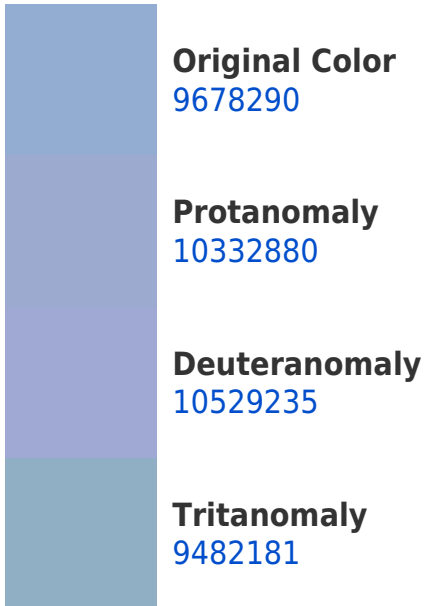 Original Color
9678290
Protanomaly
10332880
Deuteranomaly
10529235
Tritanomaly
9482181